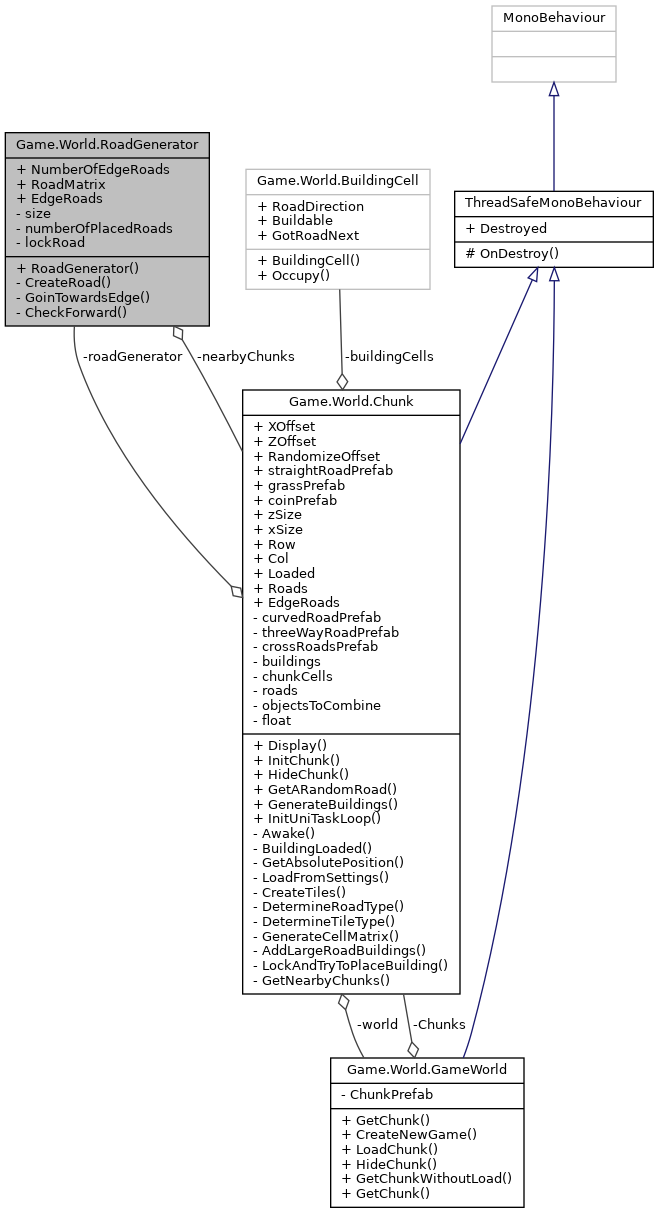 MonoBehaviour
Game.World.RoadGenerator
+ NumberOfEdgeRoads
+ RoadMatrix
+ EdgeRoads
- size
- numberOfPlacedRoads
- lockRoad
+ RoadGenerator()
- CreateRoad()
- GoinTowardsEdge()
- CheckForward()
Game.World.BuildingCell
+ RoadDirection
+ Buildable
+ GotRoadNext
+ BuildingCell()
+ Occupy()
ThreadSafeMonoBehaviour
+ Destroyed
# OnDestroy()
-roadGenerator
-nearbyChunks
-buildingCells
Game.World.Chunk
+ XOffset
+ ZOffset
+ RandomizeOffset
+ straightRoadPrefab
+ grassPrefab
+ coinPrefab
+ zSize
+ xSize
+ Row
+ Col
+ Loaded
+ Roads
+ EdgeRoads
- curvedRoadPrefab
- threeWayRoadPrefab
- crossRoadsPrefab
- buildings
- chunkCells
- roads
- objectsToCombine
- float
+ Display()
+ InitChunk()
+ HideChunk()
+ GetARandomRoad()
+ GenerateBuildings()
+ InitUniTaskLoop()
- Awake()
- BuildingLoaded()
- GetAbsolutePosition()
- LoadFromSettings()
- CreateTiles()
- DetermineRoadType()
- DetermineTileType()
- GenerateCellMatrix()
- AddLargeRoadBuildings()
- LockAndTryToPlaceBuilding()
- GetNearbyChunks()
-world
-Chunks
Game.World.GameWorld
- ChunkPrefab
+ GetChunk()
+ CreateNewGame()
+ LoadChunk()
+ HideChunk()
+ GetChunkWithoutLoad()
+ GetChunk()